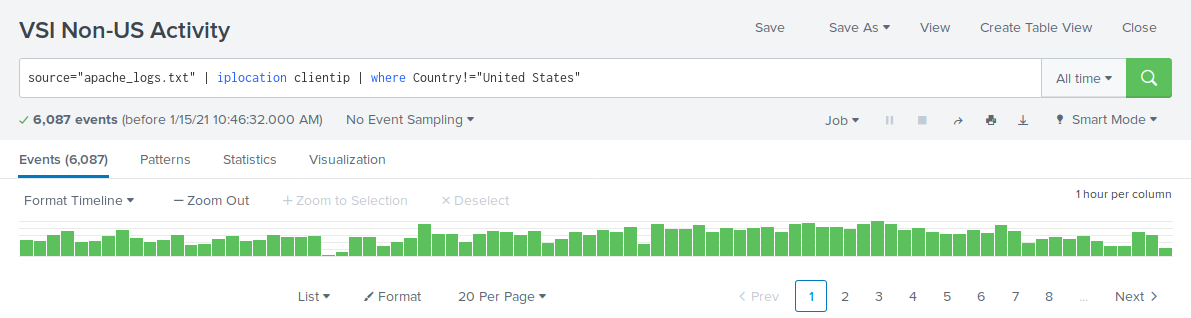 VSI Non-US Activity
Save Save As View Create Table View Close
source="apache_logs.txt" | iplocation clientip | where Country!="United States"
All time
6,087 events (before 1/15/21 10:46:32.000 AM) No Event Sampling
Job Smart Mode
Events (6,087) Patterns Statistics Visualization
Format Timeline — Zoom Out + Zoom to Selection × Deselect
1 hour per column
List Format 20 Per Page
< Prev 1 2 3 4 5 6 7 8 ... Next >